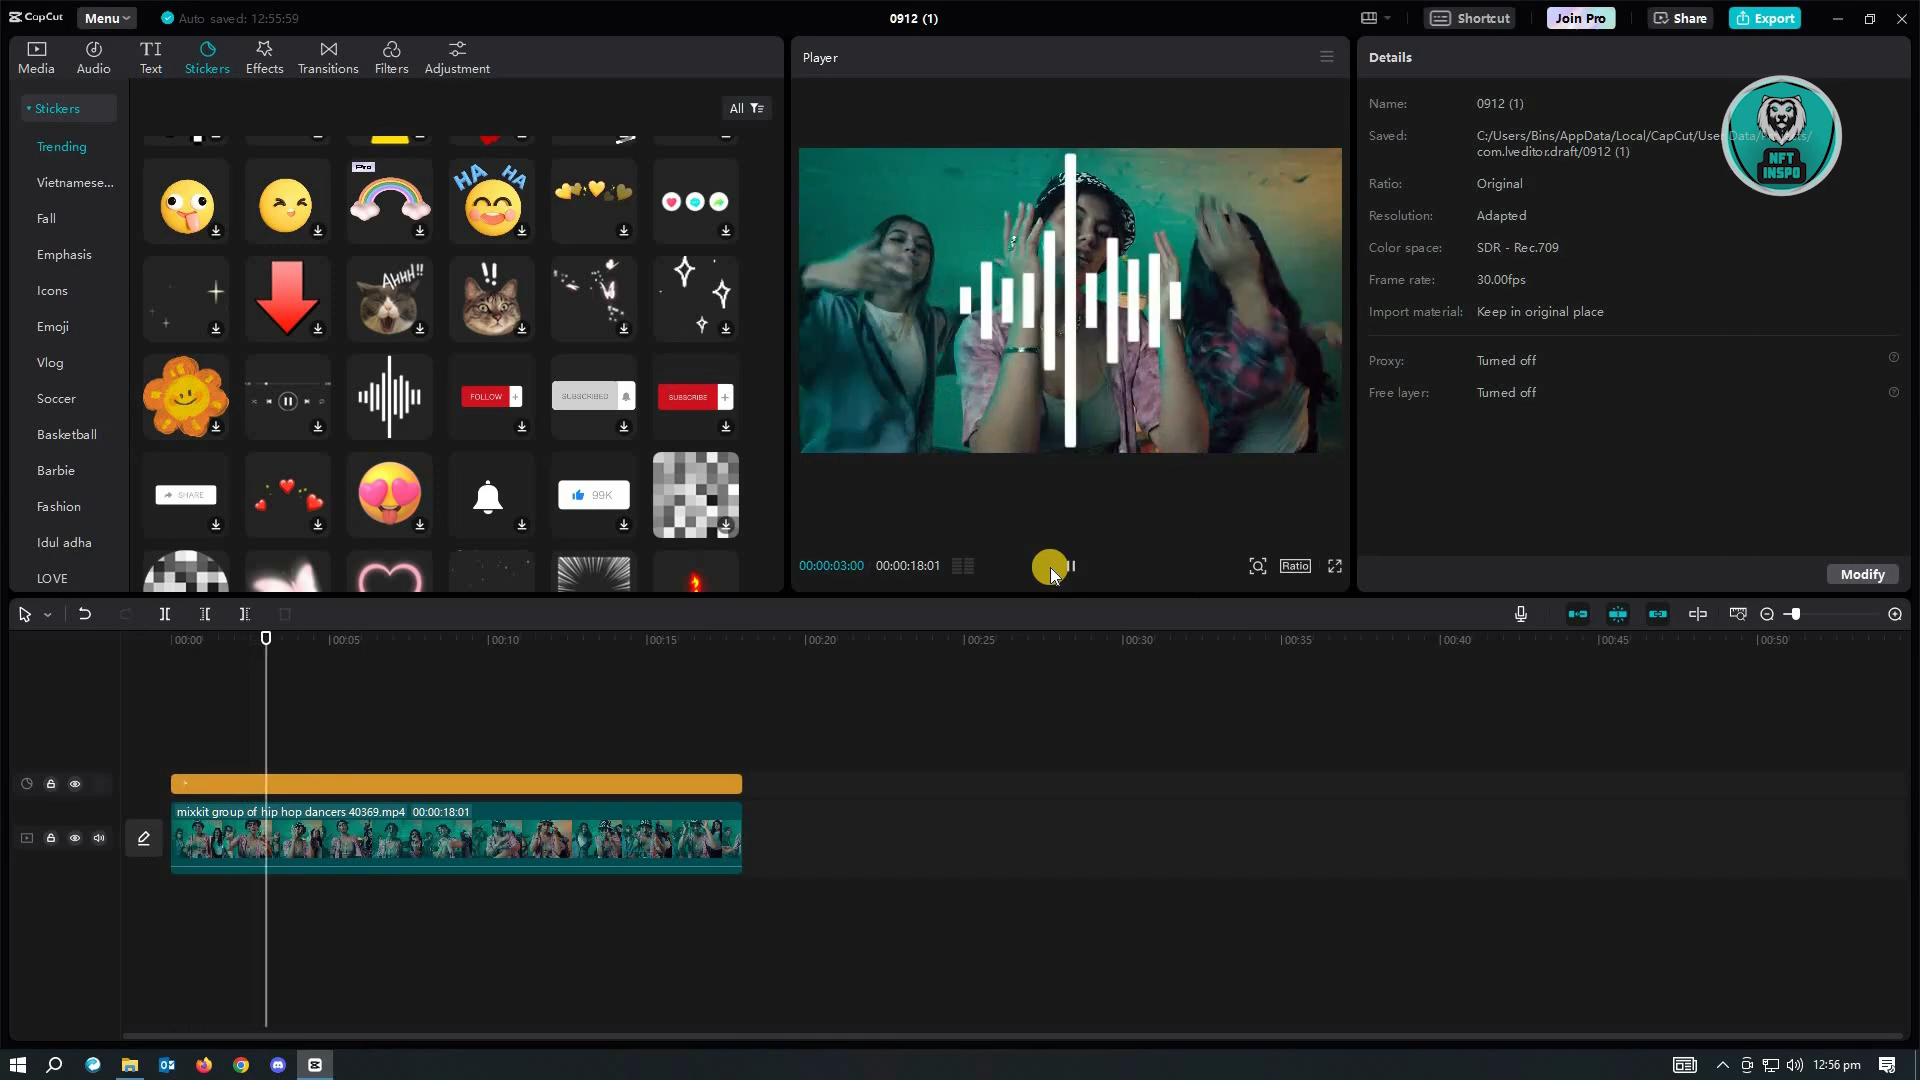 CapCut
Menu
Auto saved: 12:55:59
0912 (1)
Shortcut
Join Pro
Share
Export
Media
Audio
TI
Text
Stickers
Effects
Transitions
Filters
Adjustment
Player
Details
Stickers
All
Trending
Vietnamese...
Fall
Emphasis
Icons
Emoji
Vlog
Soccer
Basketball
Barbie
Fashion
Idul adha
LOVE
Pro
HA HA
AHHH!!
!!
FOLLOW +
SUBSCRIBED
SUBSCRIBE +
SHARE
99K
Name: 0912 (1)
Saved: C:/Users/Bins/AppData/Local/CapCut/User Data/Projects/
com.lveditor.draft/0912 (1)
Ratio: Original
Resolution: Adapted
Color space: SDR - Rec.709
Frame rate: 30.00fps
Import material: Keep in original place
Proxy: Turned off
Free layer: Turned off
NFT
INSPO
00:00:03:00 00:00:18:01
Ratio
Modify
00:00
00:05
00:10
00:15
00:20
00:25
00:30
00:35
00:40
00:45
00:50
mixkit group of hip hop dancers 40369.mp4 00:00:18:01
12:56 pm